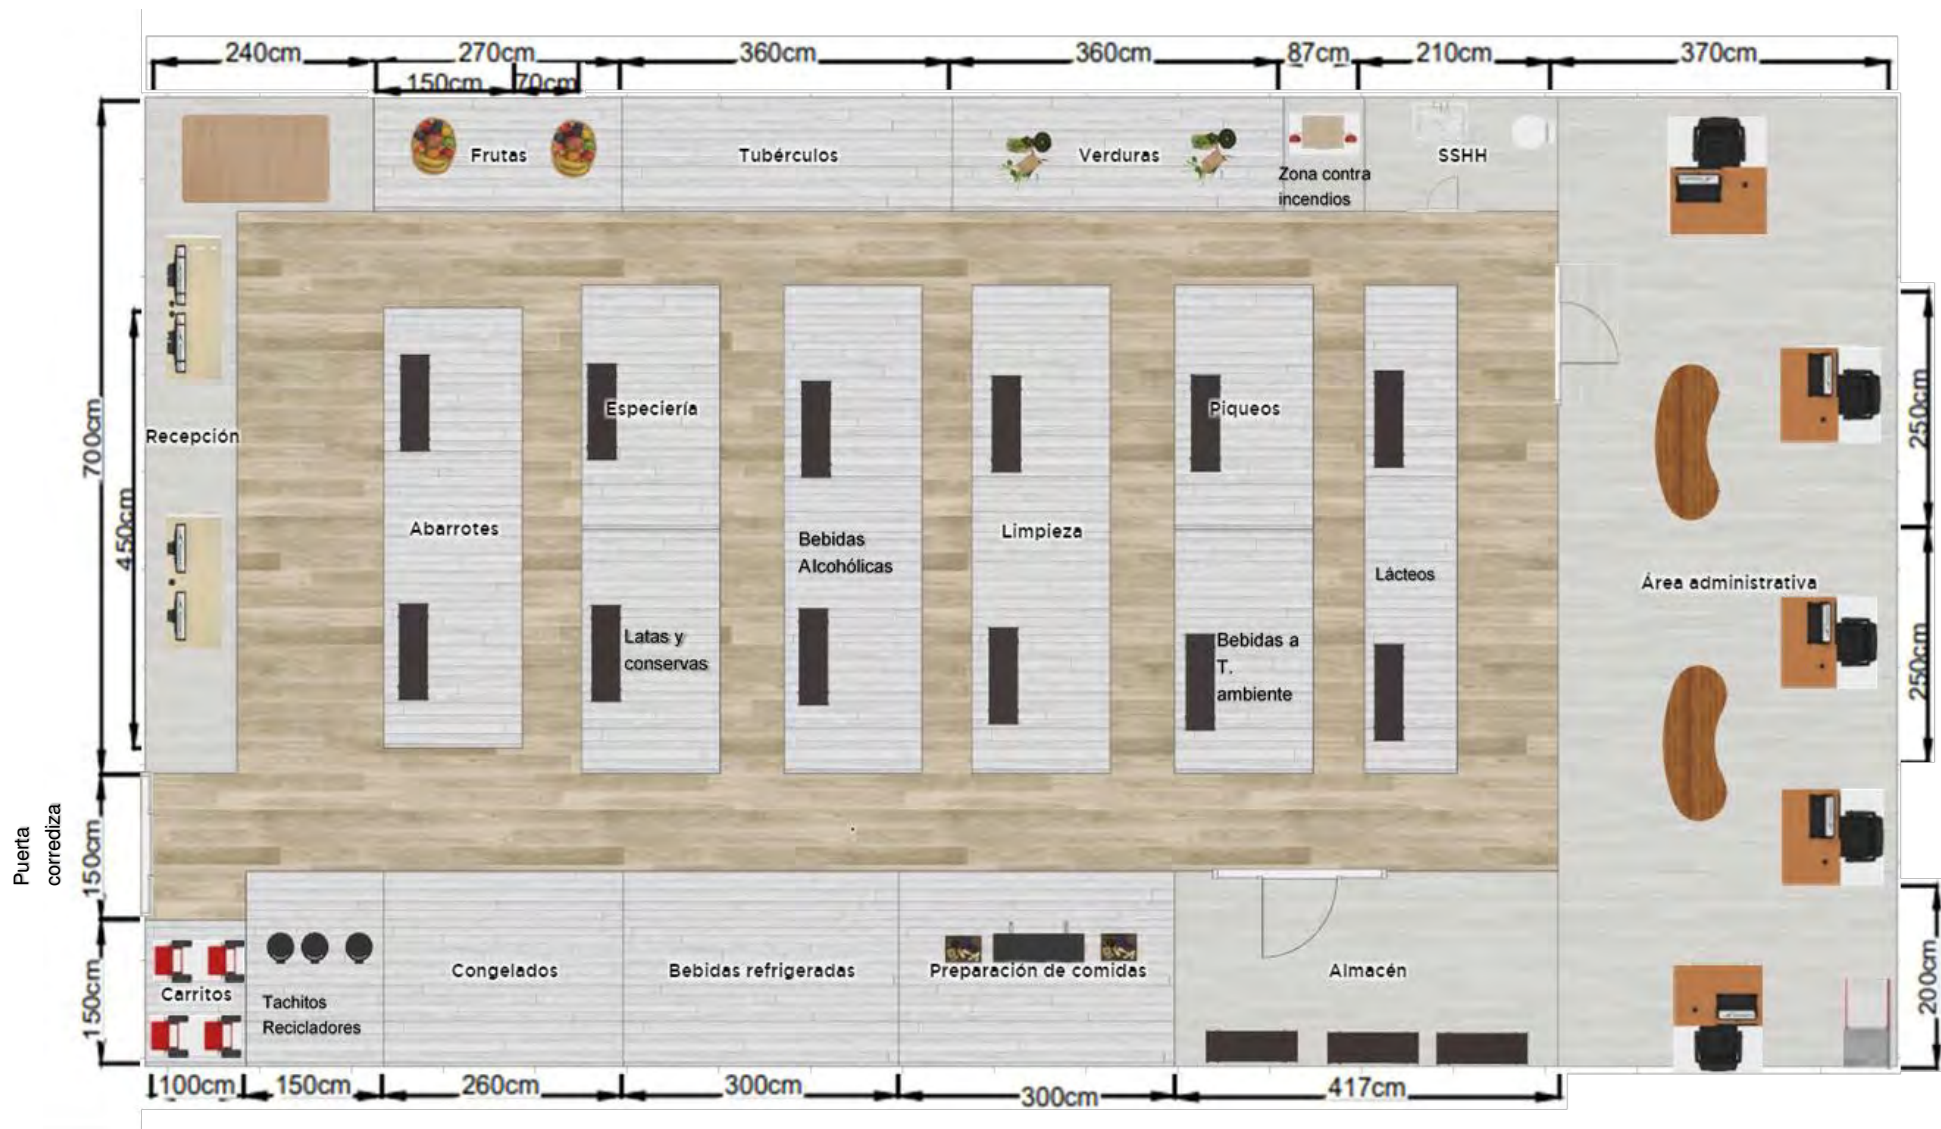 240cm
270cm
360cm
360cm
87cm
210cm
370cm
150cm
70cm
Frutas
Tubérculos
Verduras
Zona contra
incendios
SSHH
700cm
450cm
Recepción
Especiería
Piqueos
250cm
Abarrotes
Bebidas
Alcohólicas
Limpieza
Lácteos
Área administrativa
Latas y
conservas
Bebidas a
T.
ambiente
250cm
Puerta
corrediza
150cm
150cm
Carritos
Tachitos
Recicladores
Congelados
Bebidas refrigeradas
Preparación de comidas
Almacén
200cm
100cm
150cm
260cm
300cm
300cm
417cm